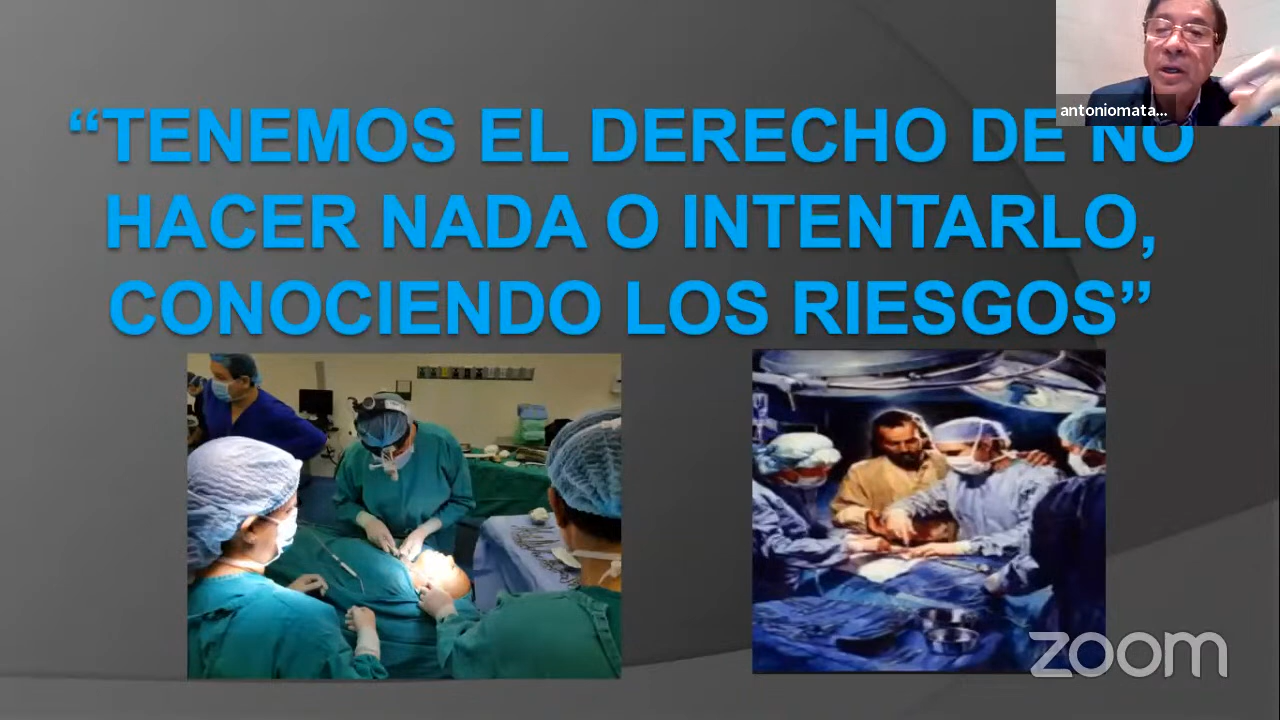 antoniomata...
“TENEMOS EL DERECHO DE NO
HACER NADA O INTENTARLO,
CONOCIENDO LOS RIESGOS”
zoom